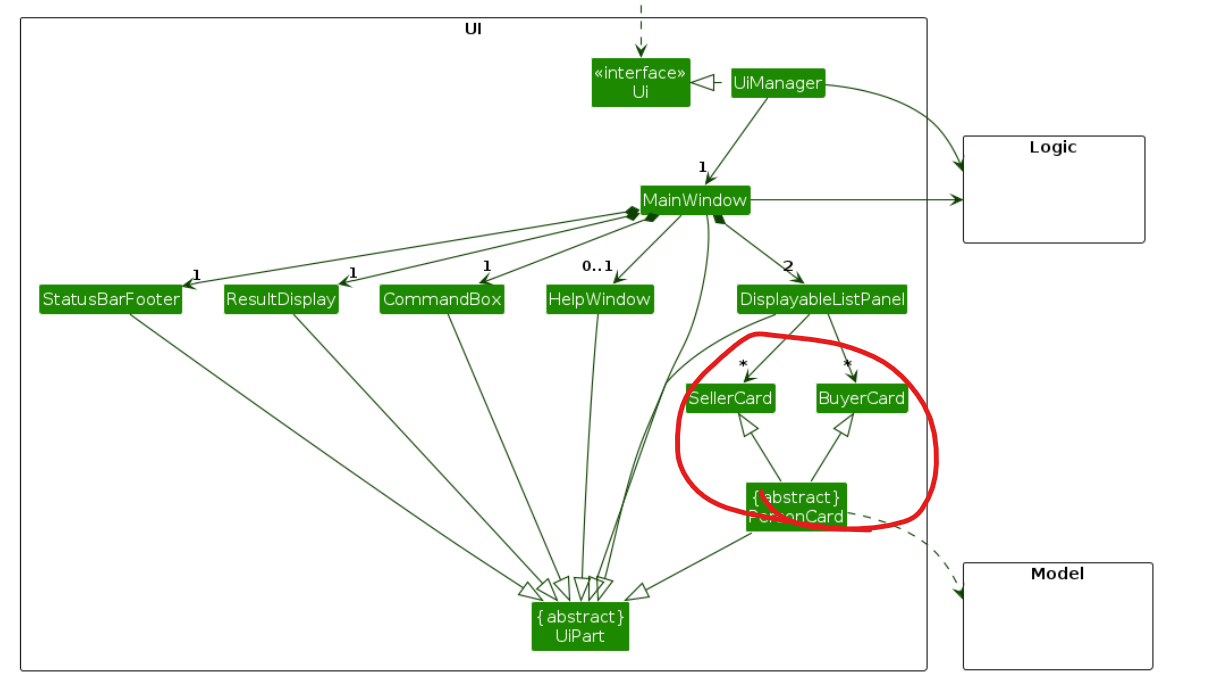 UI
«interface»
Ui
UiManager
Logic
1
MainWindow
1
1
1
0..1
2
StatusBarFooter
ResultDisplay
CommandBox
HelpWindow
DisplayableListPanel
*
*
SellerCard
BuyerCard
{abstract}
PersonCard
Model
{abstract}
UiPart